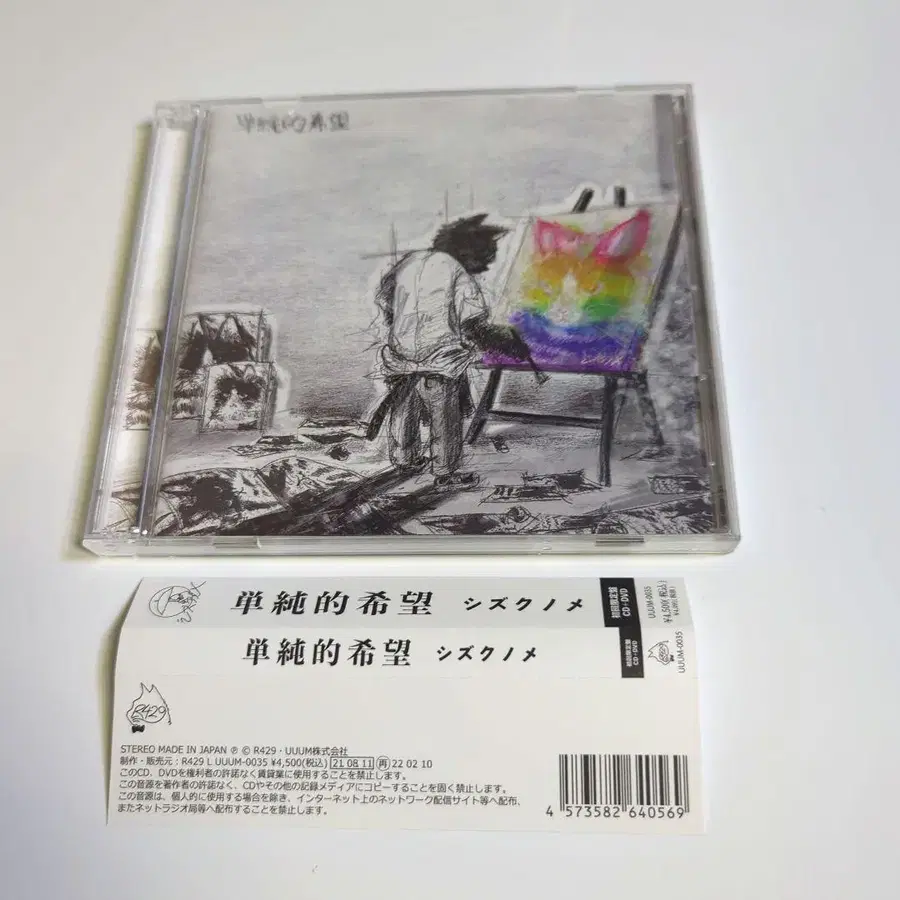 単純的希望
シズクノメ
単純的希望 シズクノメ
初回限定盤
CD+DVD
UUUM-0035
¥4,500(税込)
単純的希望 シズクノメ
初回限定盤
CD+DVD
UUUM-0035
R429
STEREO MADE IN JAPAN ℗ © R429・UUUM株式会社
制作・販売元：R429 L UUUM-0035 ¥4,500(税込) 21 08 11 再 22 02 10
このCD、DVDを権利者の許諾なく賃貸業に使用することを禁止します。
この音源を著作者の許諾なく、CDやその他の記録メディアにコピーすることを固く禁止します。
この音源は、個人的に使用する場合を除き、インターネット上のネットワーク配信サイト等へ配布、
またネットラジオ局等へ配布することを禁止します。
4 573582 640569